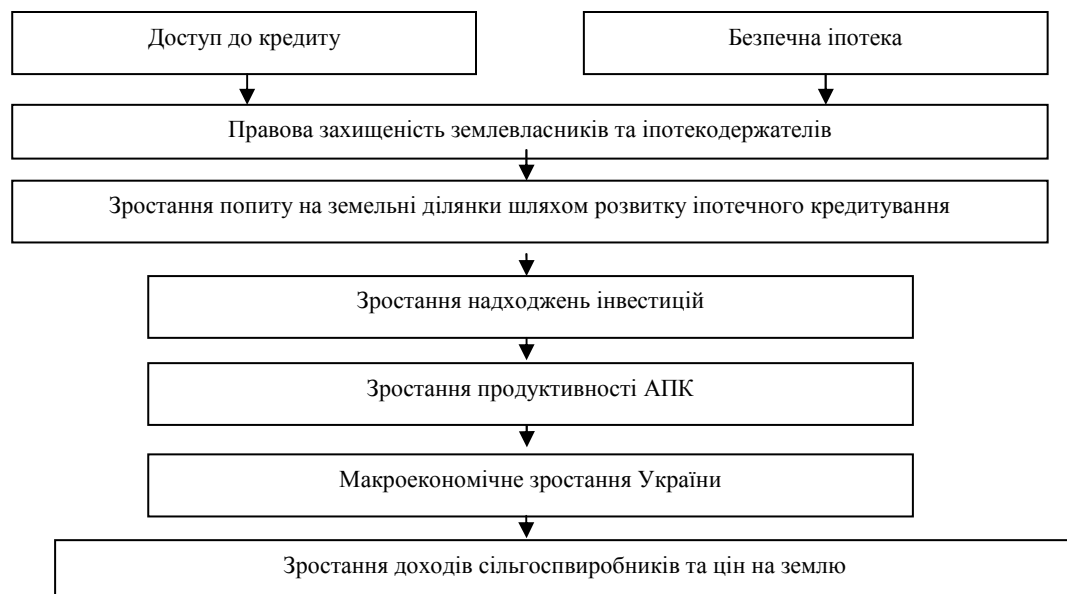 Доступ до кредиту
Безпечна іпотека
Правова захищеність землевласників та іпотекодержателів
Зростання попиту на земельні ділянки шляхом розвитку іпотечного кредитування
Зростання надходжень інвестицій
Зростання продуктивності АПК
Макроекономічне зростання України
Зростання доходів сільгоспвиробників та цін на землю